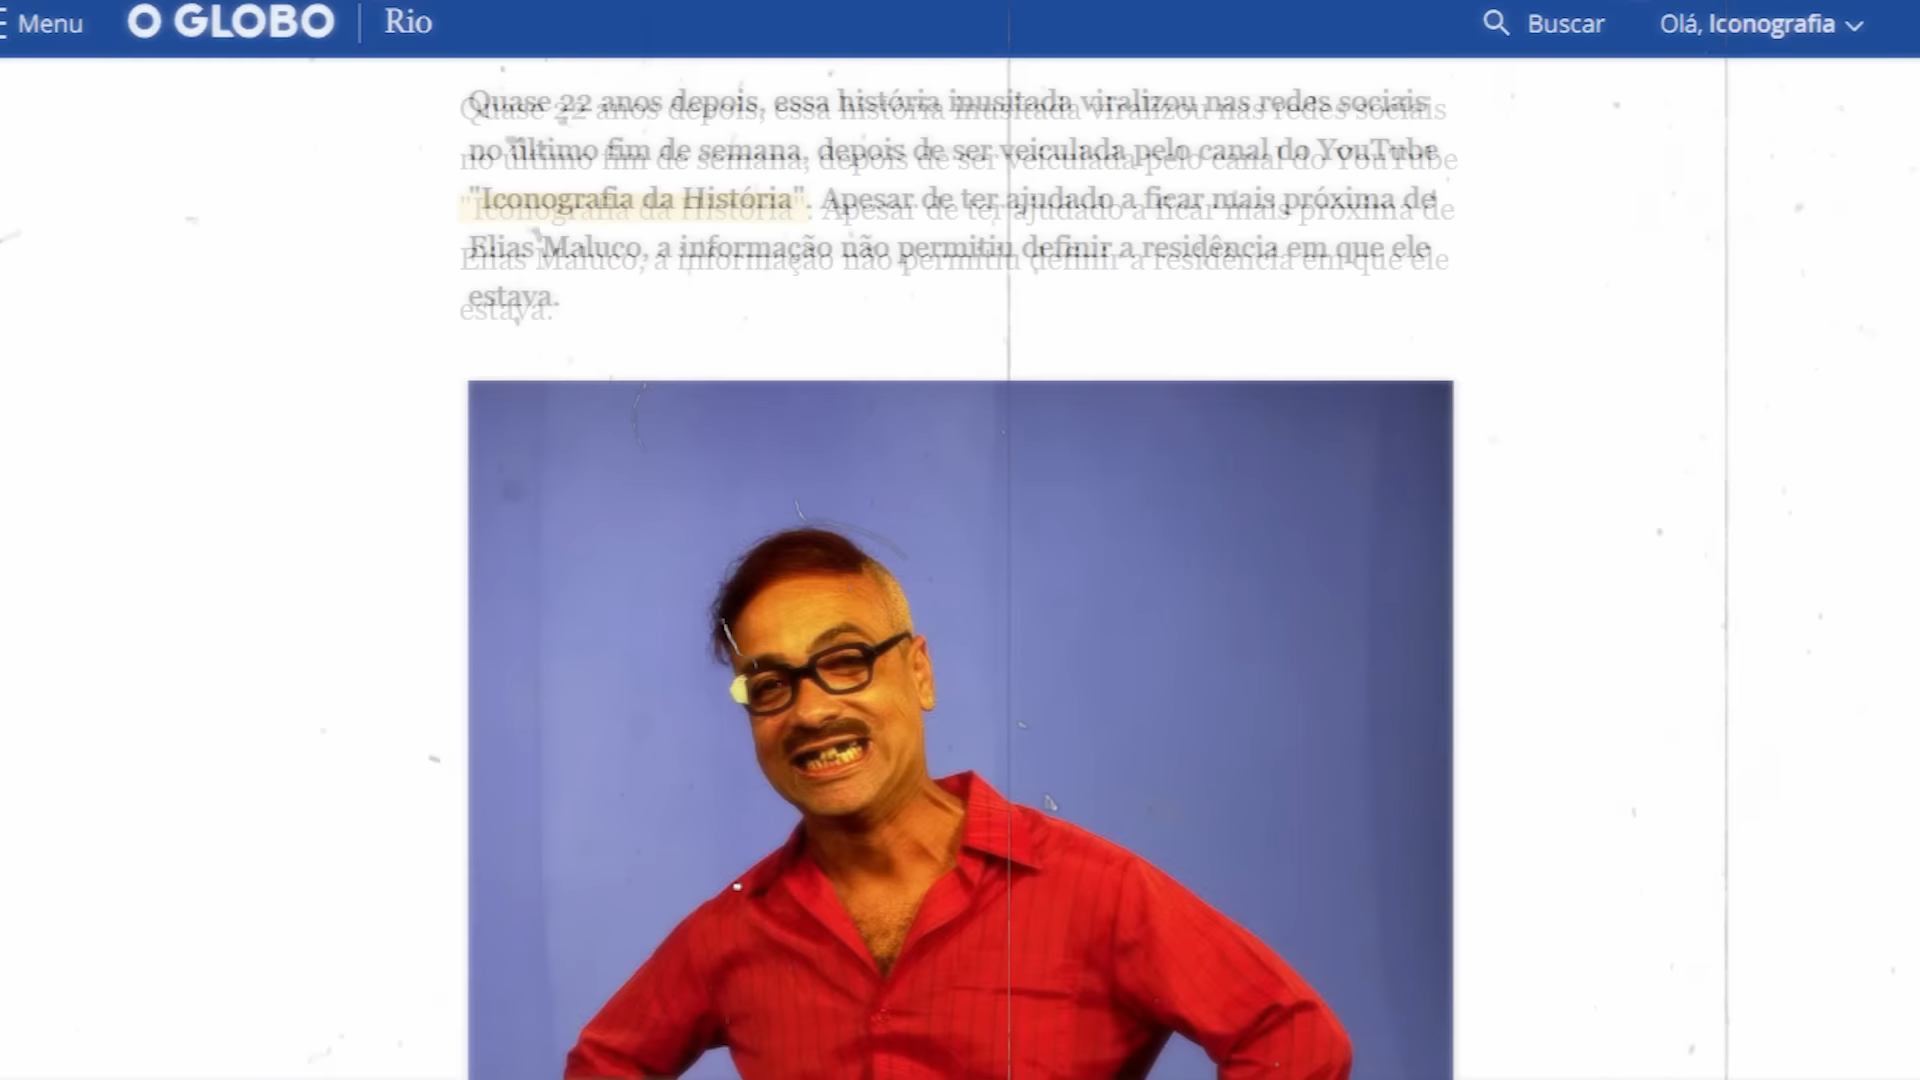 Menu O GLOBO Rio Buscar Olá, Iconografia
Quase 22 anos depois, essa história inusitada viralizou nas redes sociais
no último fim de semana, depois de ser veiculada pelo canal do YouTube
"Iconografia da História". Apesar de ter ajudado a ficar mais próxima de
Elias Maluco, a informação não permitiu definir a residência em que ele
estava.